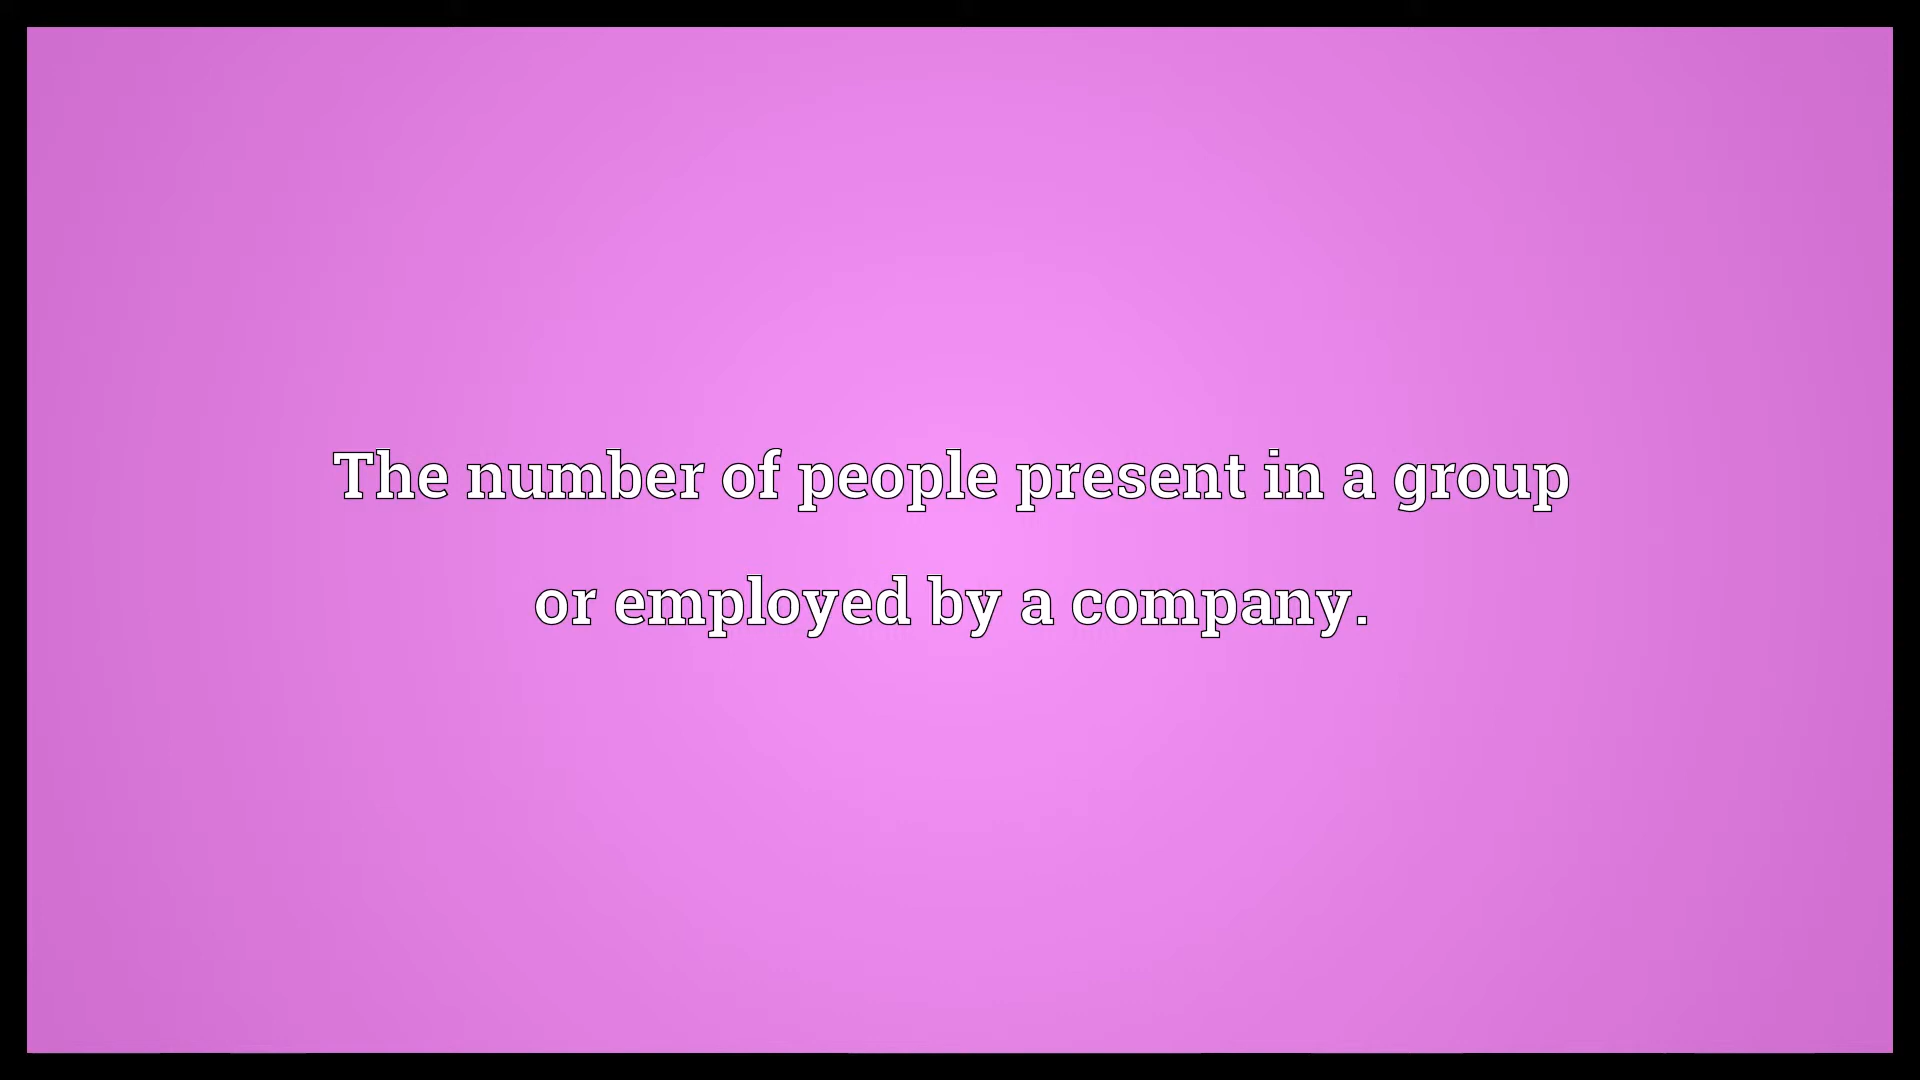 The number of people present in a group
or employed by a company.